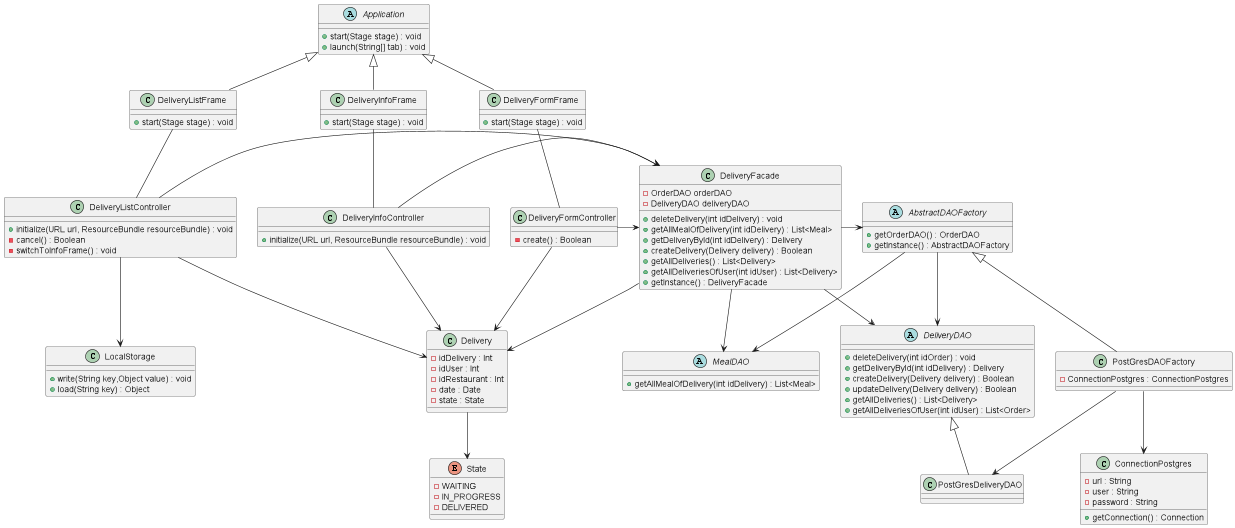 A Application
start(Stage stage) : void
launch(String[] tab) : void
C DeliveryListFrame
start(Stage stage) : void
C DeliveryInfoFrame
start(Stage stage) : void
C DeliveryFormFrame
start(Stage stage) : void
C DeliveryListController
initialize(URL url, ResourceBundle resourceBundle) : void
cancel() : Boolean
switchToInfoFrame() : void
C DeliveryInfoController
initialize(URL url, ResourceBundle resourceBundle) : void
C DeliveryFormController
create() : Boolean
C DeliveryFacade
OrderDAO orderDAO
DeliveryDAO deliveryDAO
deleteDelivery(int idDelivery) : void
getAllMealOfDelivery(int idDelivery) : List<Meal>
getDeliveryById(int idDelivery) : Delivery
createDelivery(Delivery delivery) : Boolean
getAllDeliveries() : List<Delivery>
getAllDeliveriesOfUser(int idUser) : List<Delivery>
getInstance() : DeliveryFacade
A AbstractDAOFactory
getOrderDAO() : OrderDAO
getInstance() : AbstractDAOFactory
C LocalStorage
write(String key,Object value) : void
load(String key) : Object
C Delivery
idDelivery : Int
idUser : Int
idRestaurant : Int
date : Date
state : State
A MealDAO
getAllMealOfDelivery(int idDelivery) : List<Meal>
A DeliveryDAO
deleteDelivery(int idOrder) : void
getDeliveryById(int idDelivery) : Delivery
createDelivery(Delivery delivery) : Boolean
updateDelivery(Delivery delivery) : Boolean
getAllDeliveries() : List<Delivery>
getAllDeliveriesOfUser(int idUser) : List<Order>
C PostGresDAOFactory
ConnectionPostgres : ConnectionPostgres
E State
WAITING
IN_PROGRESS
DELIVERED
C PostGresDeliveryDAO
C ConnectionPostgres
url : String
user : String
password : String
getConnection() : Connection